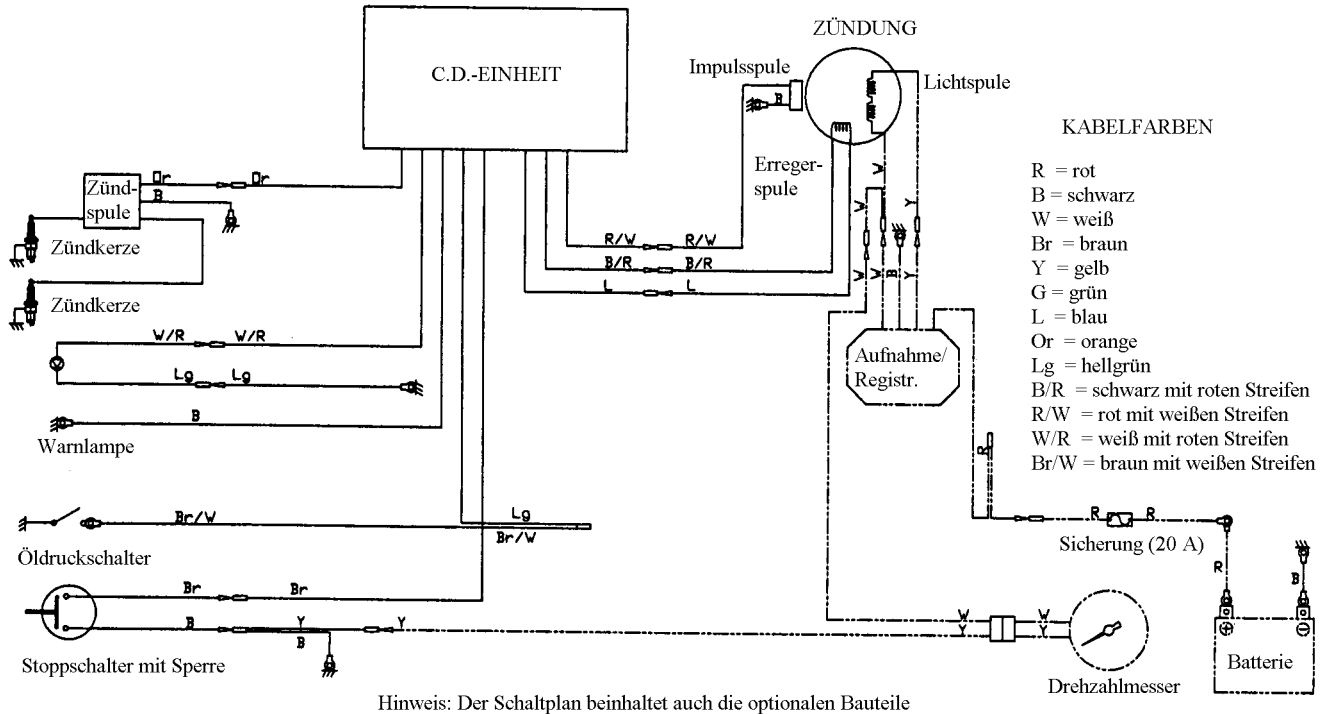 ZÜNDUNG
C.D.-EINHEIT
Impulsspule
B
Lichtspule
KABELFARBEN
R = rot
B = schwarz
W = weiß
Br = braun
Y = gelb
G = grün
L = blau
Or = orange
Lg = hellgrün
B/R = schwarz mit roten Streifen
R/W = rot mit weißen Streifen
W/R = weiß mit roten Streifen
Br/W = braun mit weißen Streifen
Erreger-
spule
W
W Y
Zünd-
spule
Or Or
B
Zündkerze
Zündkerze
R/W R/W
B/R B/R
L L
W W B Y
W/R W/R
Lg Lg
B
Warnlampe
Aufnahme/
Registr.
R
Br/W
Lg
Br/W
Öldruckschalter
R R
Sicherung (20 A)
R
B
Br Br
B Y Y
B
Stoppschalter mit Sperre
W W
Y Y
Drehzahlmesser
+ −
Batterie
Hinweis: Der Schaltplan beinhaltet auch die optionalen Bauteile